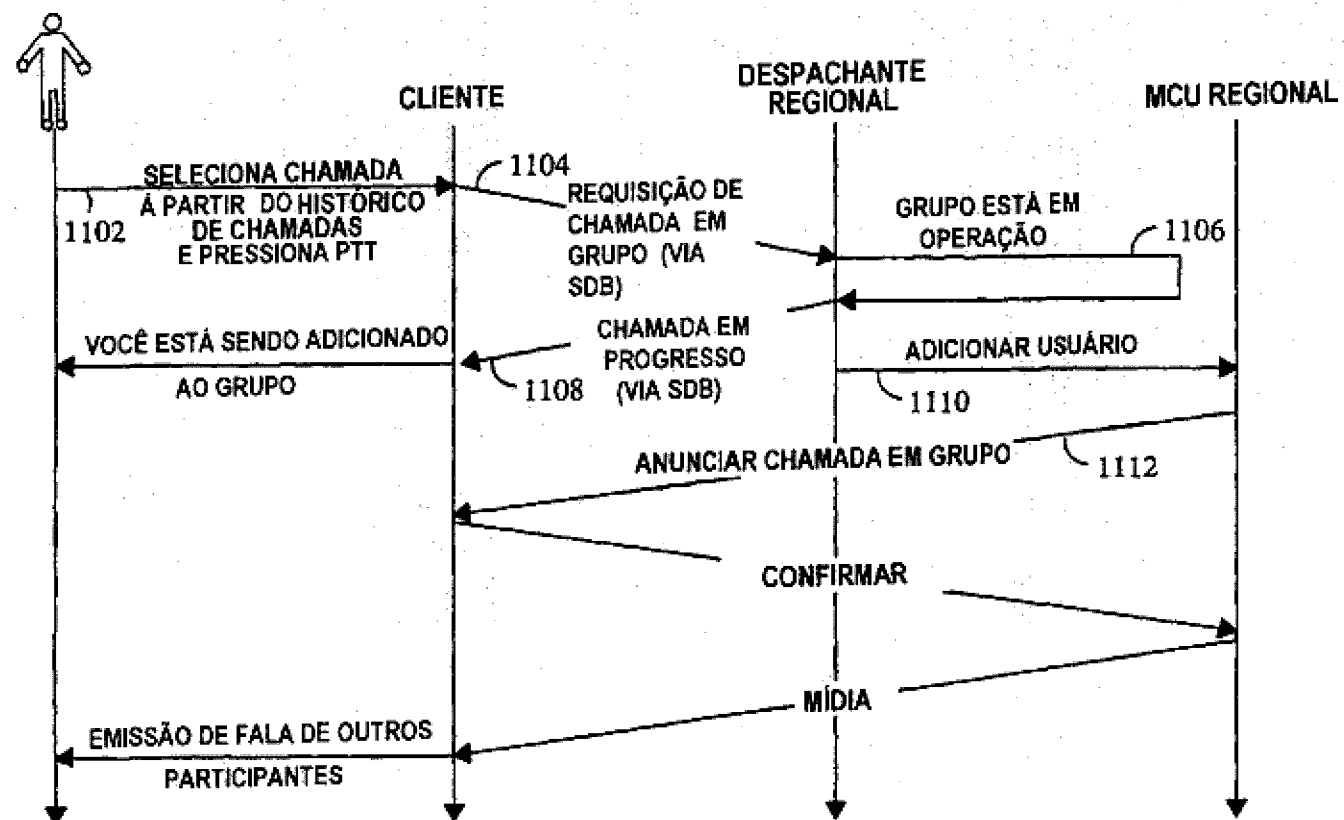 CLIENTE
DESPACHANTE
REGIONAL
MCU REGIONAL
SELECIONA CHAMADA
À PARTIR DO HISTÓRICO
DE CHAMADAS
E PRESSIONA PTT
1102
1104
REQUISIÇÃO DE
CHAMADA EM
GRUPO (VIA
SDB)
GRUPO ESTÁ EM
OPERAÇÃO
1106
VOCÊ ESTÁ SENDO ADICIONADO
AO GRUPO
CHAMADA EM
PROGRESSO
(VIA SDB)
1108
ADICIONAR USUÁRIO
1110
ANUNCIAR CHAMADA EM GRUPO
1112
CONFIRMAR
MÍDIA
EMISSÃO DE FALA DE OUTROS
PARTICIPANTES